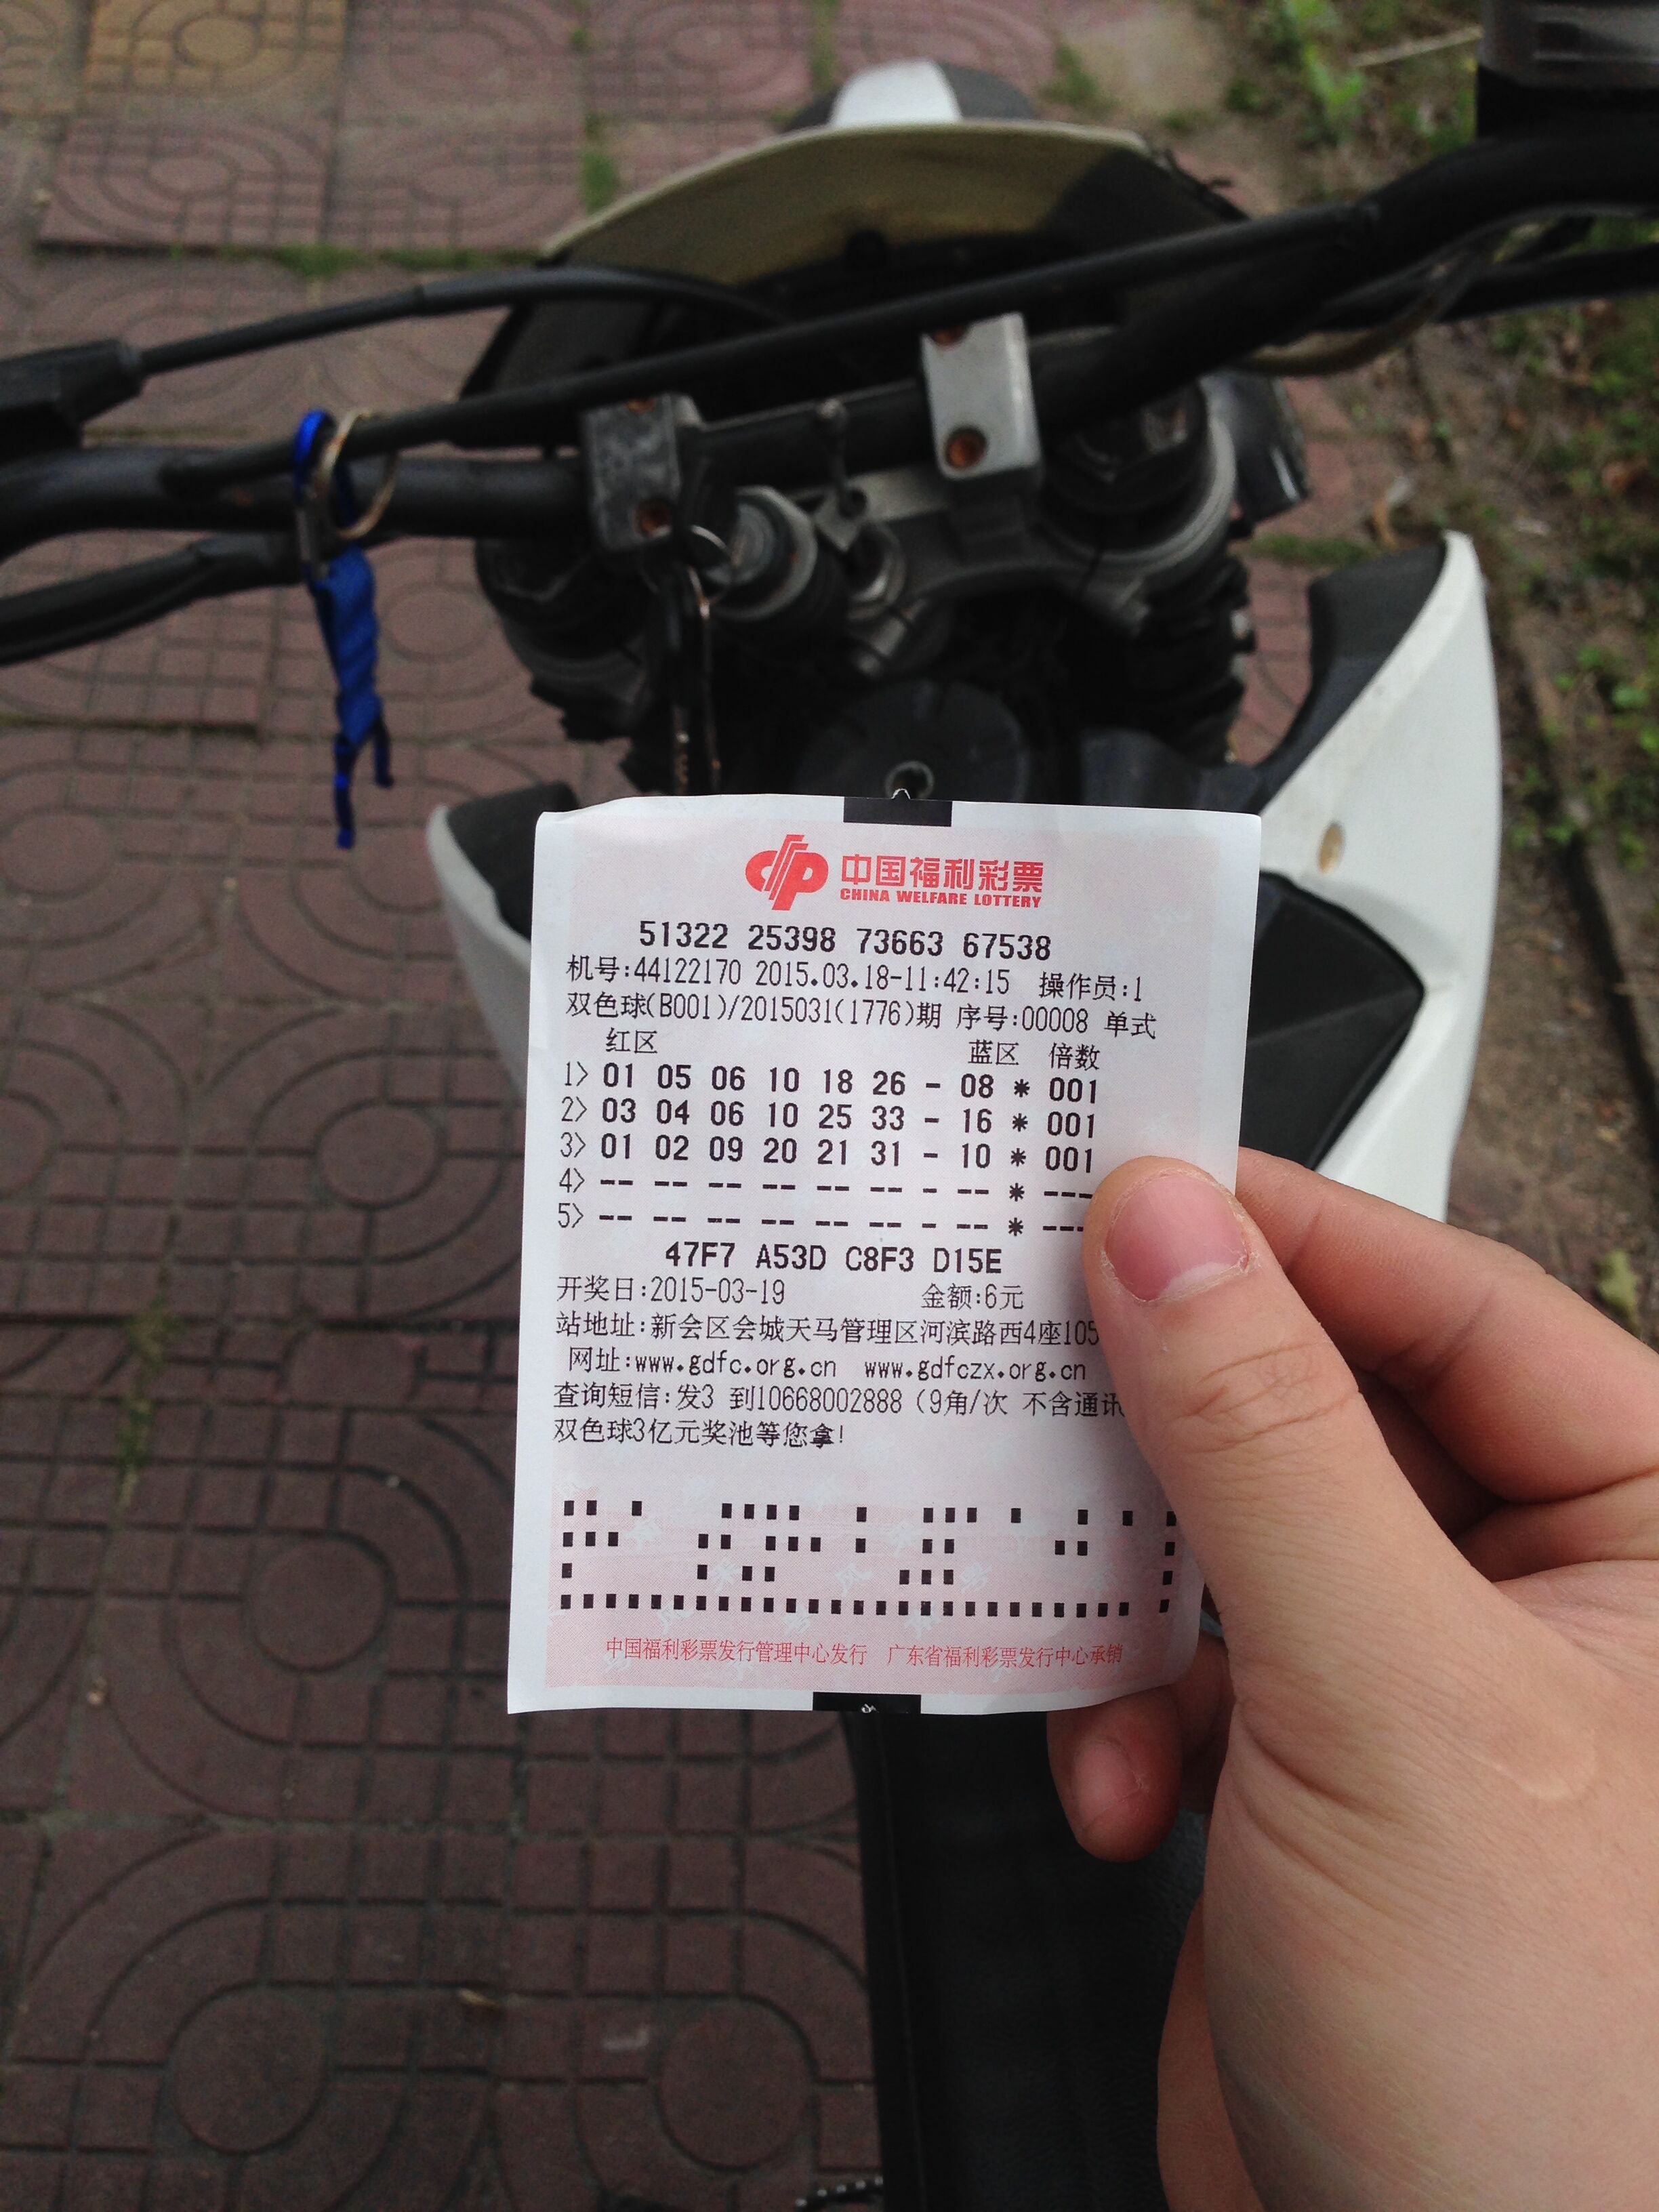 中国福利彩票
CHINA WELFARE LOTTERY
51322 25398 73663 67538
机号:44122170 2015.03.18-11:42:15 操作员:1
双色球(B001)/2015031(1776)期 序号:00008 单式
红区 蓝区 倍数
1> 01 05 06 10 18 26 - 08 * 001
2> 03 04 06 10 25 33 - 16 * 001
3> 01 02 09 20 21 31 - 10 * 001
4> -- -- -- -- -- -- - -- * ---
5> -- -- -- -- -- -- - -- * ---
47F7 A53D C8F3 D15E
开奖日:2015-03-19 金额:6元
站地址:新会区会城天马管理区河滨路西4座105
网址:www.gdfc.org.cn www.gdfczx.org.cn
查询短信:发3 到10668002888 (9角/次 不含通讯
双色球3亿元奖池等您拿!
中国福利彩票发行管理中心发行 广东省福利彩票发行中心承销